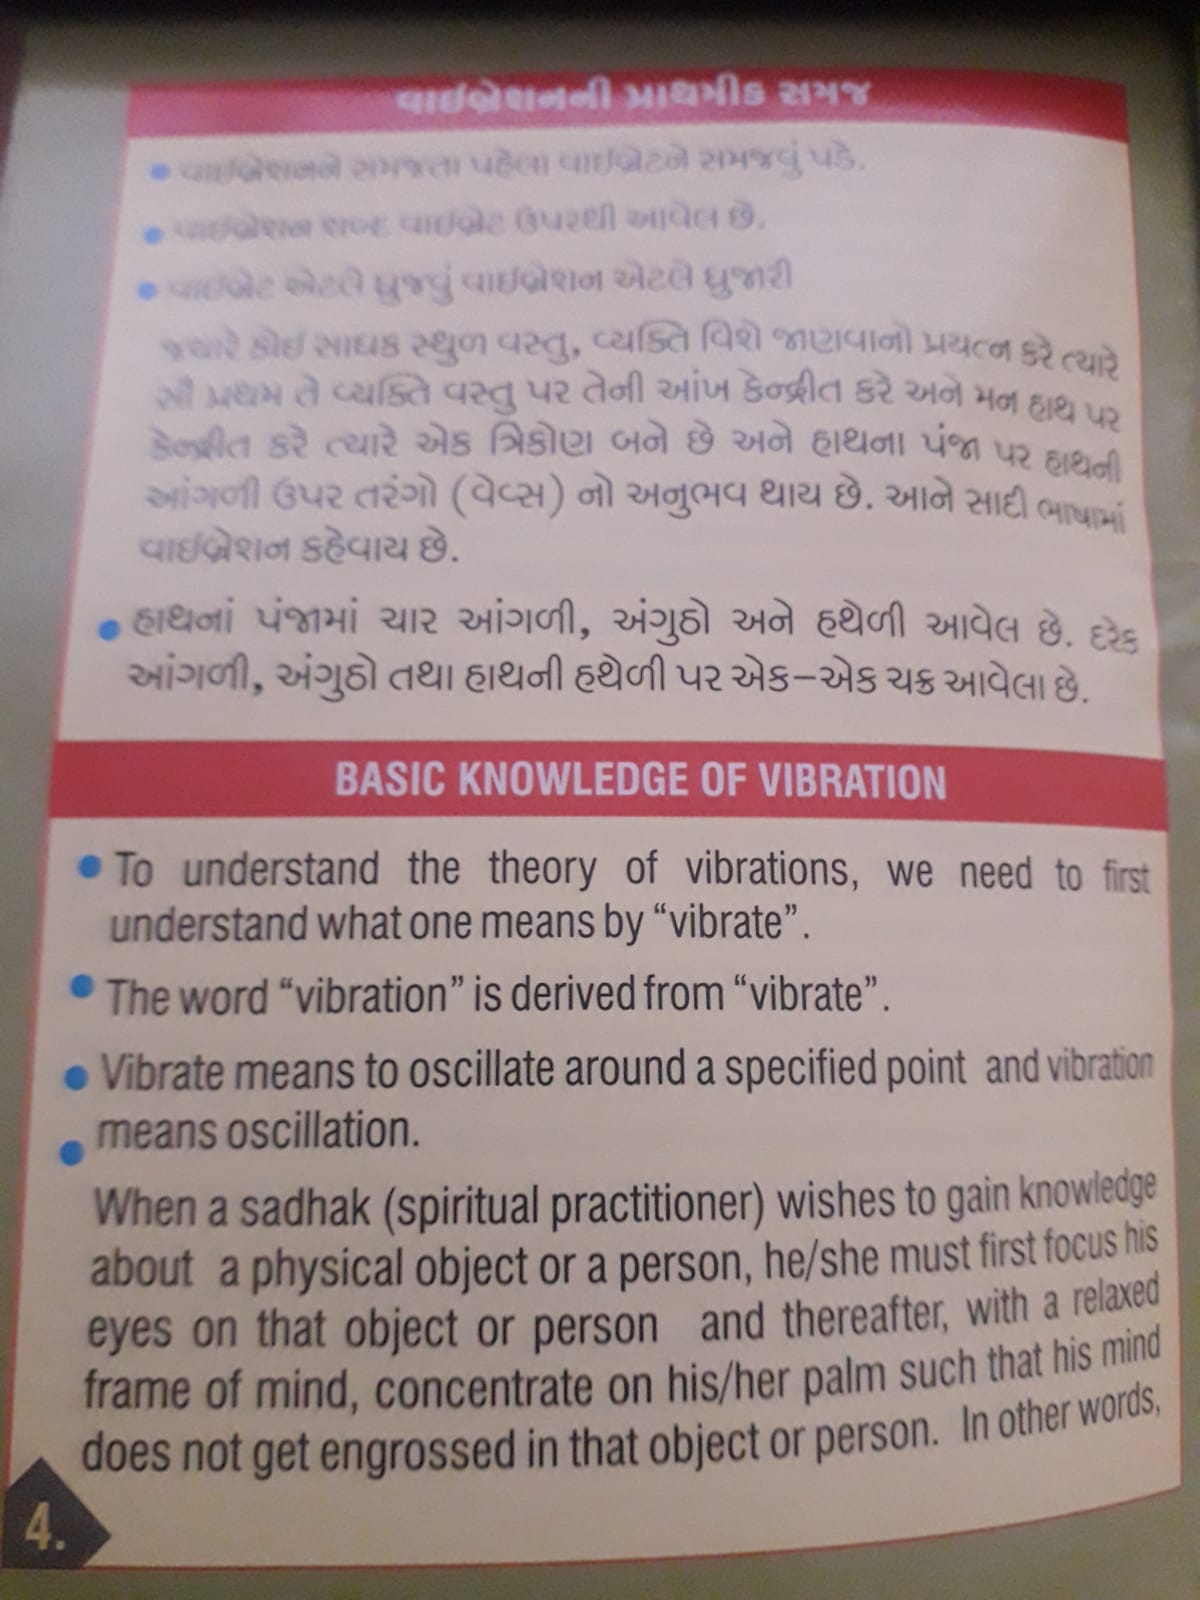 વાઈબ્રેશનની પ્રાથમીક સમજ
• વાઈબ્રેશનને સમજતા પહેલા વાઈબ્રેટને સમજવું પડે.
• વાઈબ્રેશન શબ્દ વાઈબ્રેટ ઉપરથી આવેલ છે.
• વાઈબ્રેટ એટલે ધ્રુજવું વાઈબ્રેશન એટલે ધ્રુજારી
જ્યારે કોઈ સાધક સ્થુળ વસ્તુ, વ્યક્તિ વિશે જાણવાનો પ્રયત્ન કરે ત્યારે
સૌ પ્રથમ તે વ્યક્તિ વસ્તુ પર તેની આંખ કેન્દ્રીત કરે અને મન હાથ પર
કેન્દ્રીત કરે ત્યારે એક ત્રિકોણ બને છે અને હાથના પંજા પર હાથની
આંગળી ઉપર તરંગો (વેવ્સ) નો અનુભવ થાય છે. આને સાદી ભાષામાં
વાઈબ્રેશન કહેવાય છે.
• હાથનાં પંજામાં ચાર આંગળી, અંગુઠો અને હથેળી આવેલ છે. દરેક
આંગળી, અંગુઠો તથા હાથની હથેળી પર એક–એક ચક્ર આવેલા છે.
BASIC KNOWLEDGE OF VIBRATION
• To understand the theory of vibrations, we need to first
understand what one means by “vibrate”.
• The word “vibration” is derived from “vibrate”.
• Vibrate means to oscillate around a specified point and vibration
• means oscillation.
When a sadhak (spiritual practitioner) wishes to gain knowledge
about a physical object or a person, he/she must first focus his
eyes on that object or person and thereafter, with a relaxed
frame of mind, concentrate on his/her palm such that his mind
does not get engrossed in that object or person. In other words,
4.